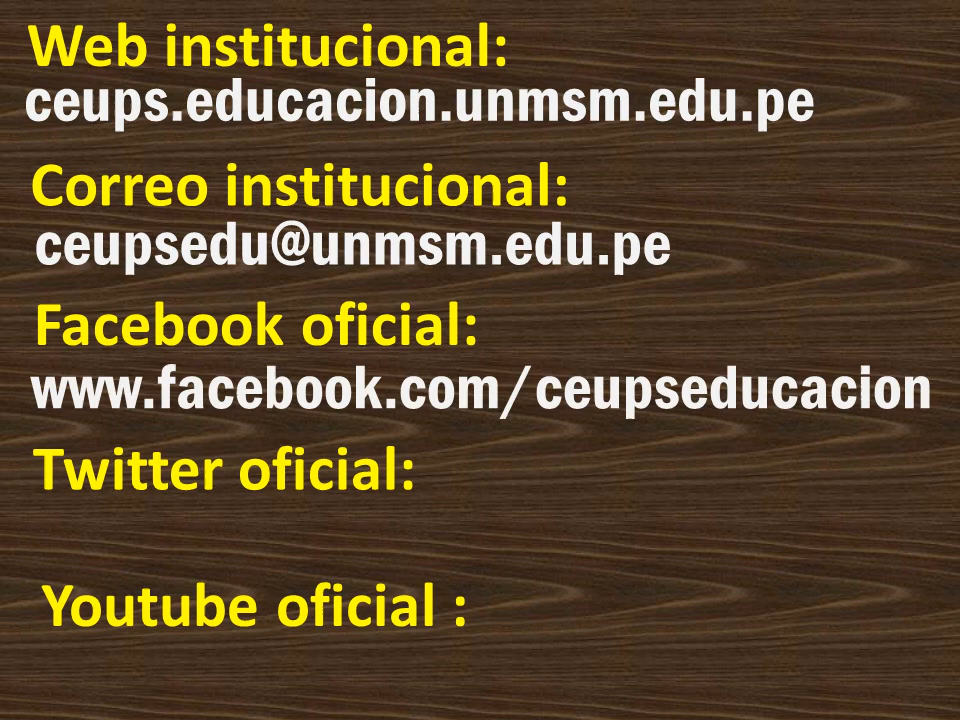 Web institucional:
ceups.educacion.unmsm.edu.pe
Correo institucional:
ceupsedu@unmsm.edu.pe
Facebook oficial:
www.facebook.com/ceupseducacion
Twitter oficial:
Youtube oficial :